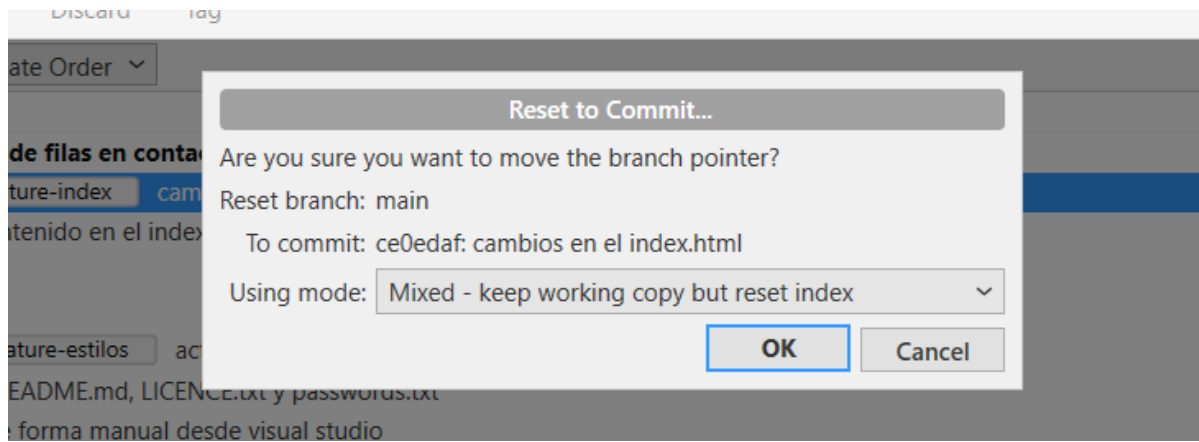 Discard Tag
ate Order
Reset to Commit...
de filas en conta
Are you sure you want to move the branch pointer?
ture-index cam
Reset branch: main
ntenido en el index
To commit: ce0edaf: cambios en el index.html
Using mode: Mixed - keep working copy but reset index
OK Cancel
ature-estilos ac
EADME.md, LICENCE.txt y passwords.txt
forma manual desde visual studio